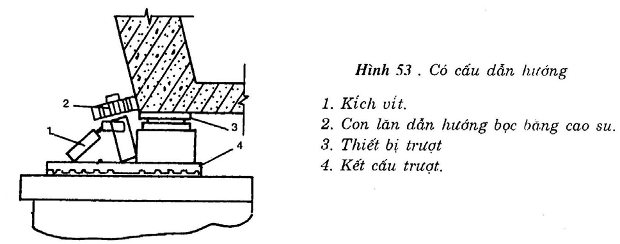 Hình 53 . Có cấu dẫn hướng
1. Kích vít.
2. Con lăn dẫn hướng bọc bằng cao su.
3. Thiết bị trượt
4. Kết cấu trượt.
2
1
3
4